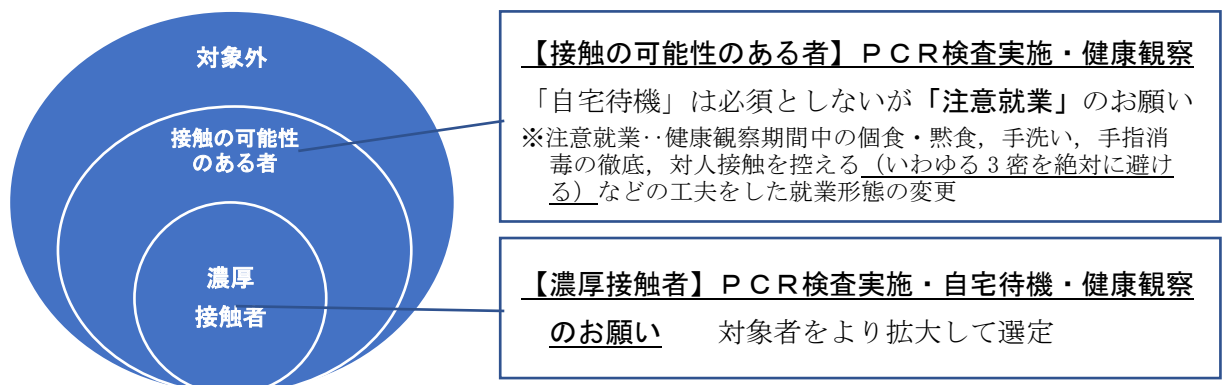 対象外
接触の可能性
のある者
濃厚
接触者
【接触の可能性のある者】ＰＣＲ検査実施・健康観察
「自宅待機」は必須としないが「注意就業」のお願い
※注意就業‥健康観察期間中の個食・黙食，手洗い，手指消
毒の徹底，対人接触を控える（いわゆる３密を絶対に避け
る）などの工夫をした就業形態の変更
【濃厚接触者】ＰＣＲ検査実施・自宅待機・健康観察
のお願い　　対象者をより拡大して選定